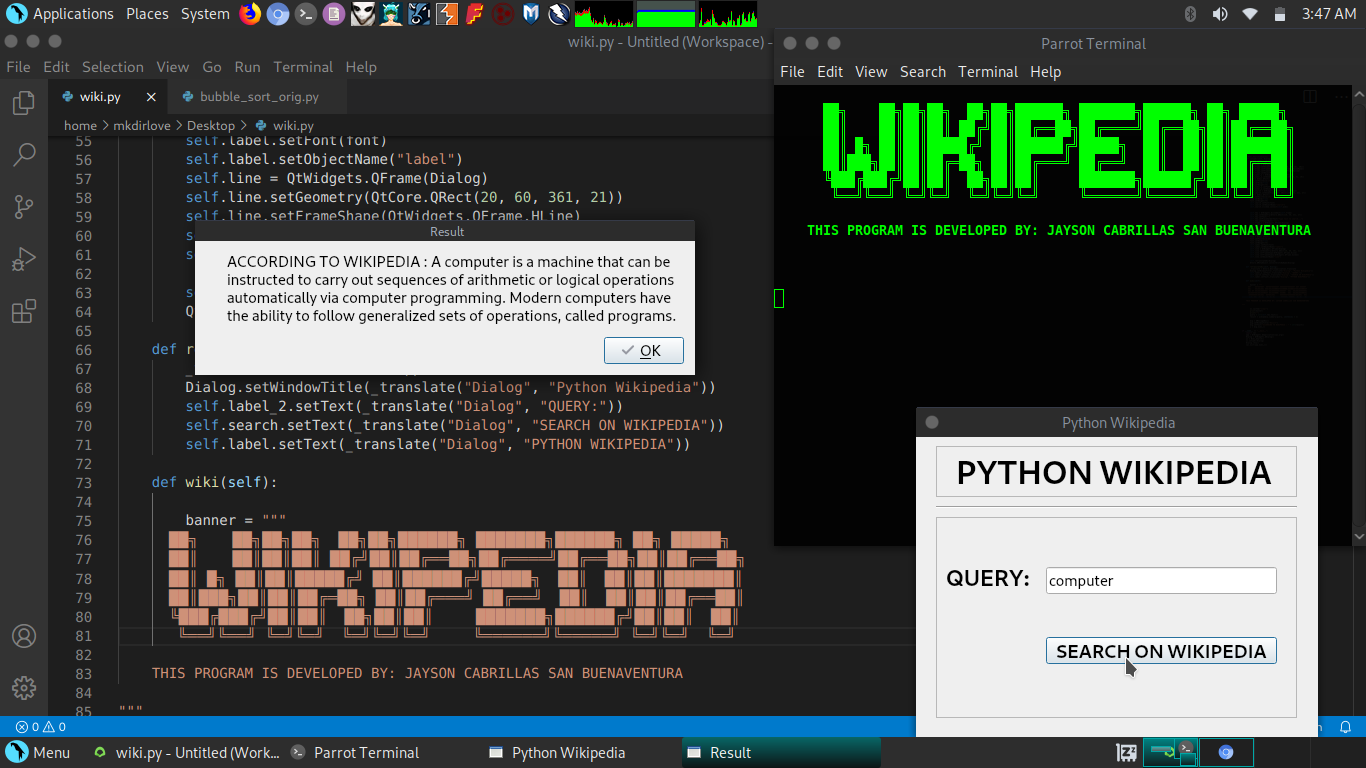 Applications Places System 3:47 AM
wiki.py - Untitled (Workspace) -
File Edit Selection View Go Run Terminal Help
wiki.py bubble_sort_orig.py
home > mkdirlove > Desktop > wiki.py
55 self.label.setFont(font)
56 self.label.setObjectName("label")
57 self.line = QtWidgets.QFrame(Dialog)
58 self.line.setGeometry(QtCore.QRect(20, 60, 361, 21))
59 self.line.setFrameShape(QtWidgets.QFrame.HLine)
60 s
61 s
62
63 s
64 Q
65
66 def r
67
68 Dialog.setWindowTitle(_translate("Dialog", "Python Wikipedia"))
69 self.label_2.setText(_translate("Dialog", "QUERY:"))
70 self.search.setText(_translate("Dialog", "SEARCH ON WIKIPEDIA"))
71 self.label.setText(_translate("Dialog", "PYTHON WIKIPEDIA"))
72
73 def wiki(self):
74
75 banner = """
76
77
78 WIKIPEDIA
79
80
81
82
83 THIS PROGRAM IS DEVELOPED BY: JAYSON CABRILLAS SAN BUENAVENTURA
84
85 """
0 0
Result
ACCORDING TO WIKIPEDIA : A computer is a machine that can be
instructed to carry out sequences of arithmetic or logical operations
automatically via computer programming. Modern computers have
the ability to follow generalized sets of operations, called programs.
OK
Parrot Terminal
File Edit View Search Terminal Help
WIKIPEDIA
THIS PROGRAM IS DEVELOPED BY: JAYSON CABRILLAS SAN BUENAVENTURA
Python Wikipedia
PYTHON WIKIPEDIA
QUERY: computer
SEARCH ON WIKIPEDIA
Menu wiki.py - Untitled (Work... Parrot Terminal Python Wikipedia Result